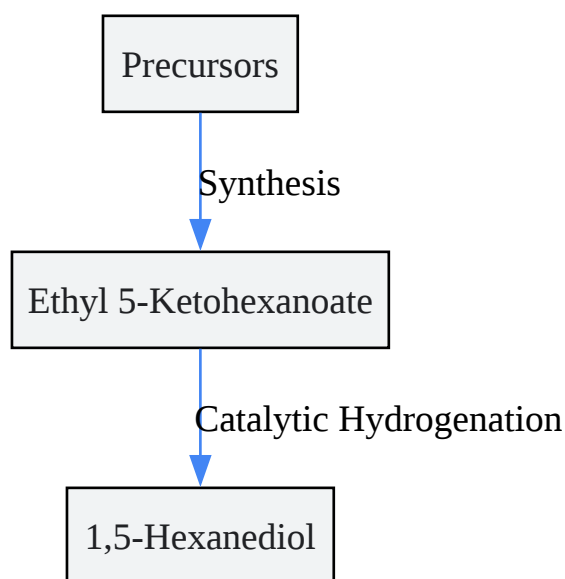 Precursors
Synthesis
Ethyl 5-Ketohexanoate
Catalytic Hydrogenation
1,5-Hexanediol